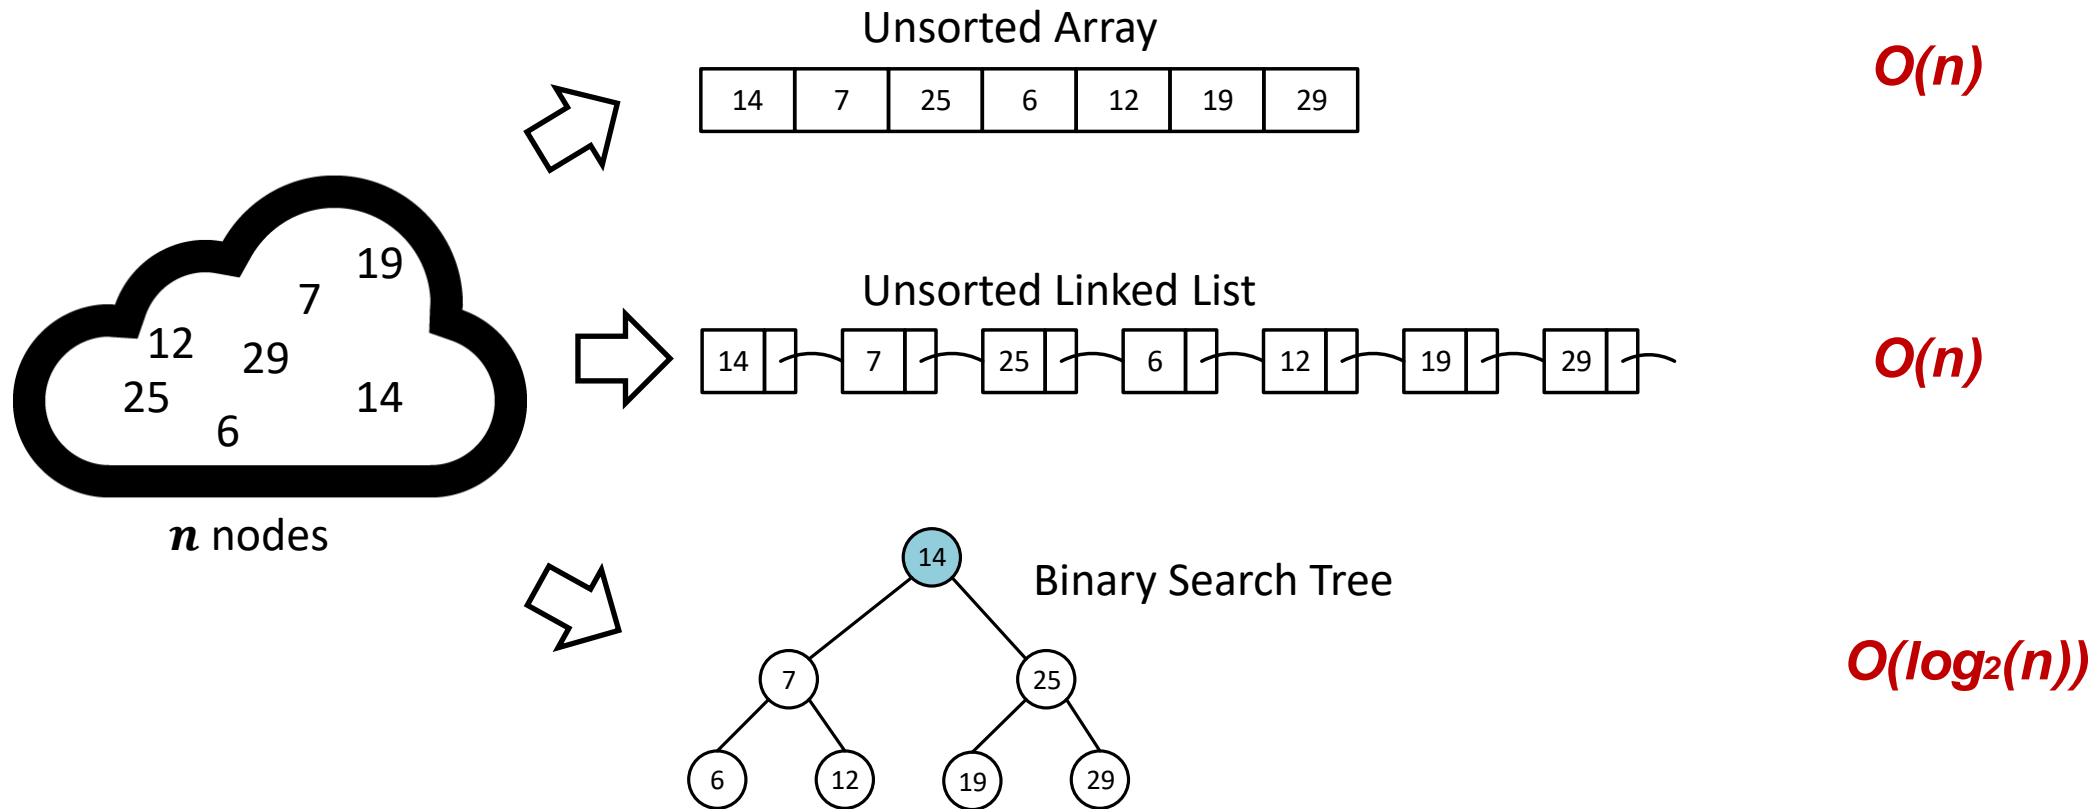 Unsorted Array
O(n)
14 7 25 6 12 19 29
19
7
12
29
25
14
6
n nodes
Unsorted Linked List
14 7 25 6 12 19 29
O(n)
Binary Search Tree
14
7 25
6 12 19 29
O(log₂(n))